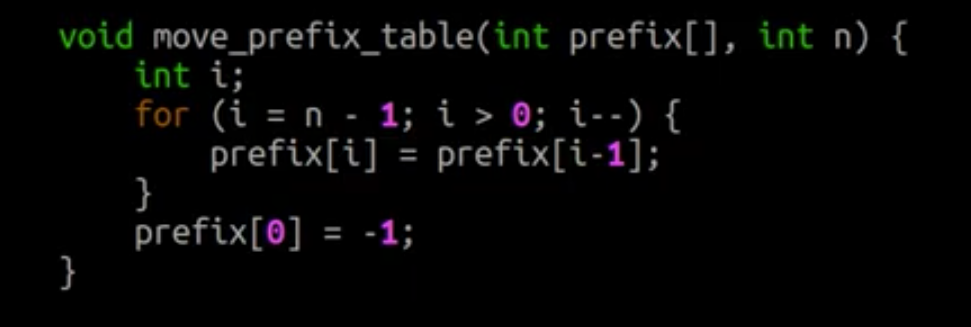 void move_prefix_table(int prefix[], int n) {
    int i;
    for (i = n - 1; i > 0; i--) {
        prefix[i] = prefix[i-1];
    }
    prefix[0] = -1;
}